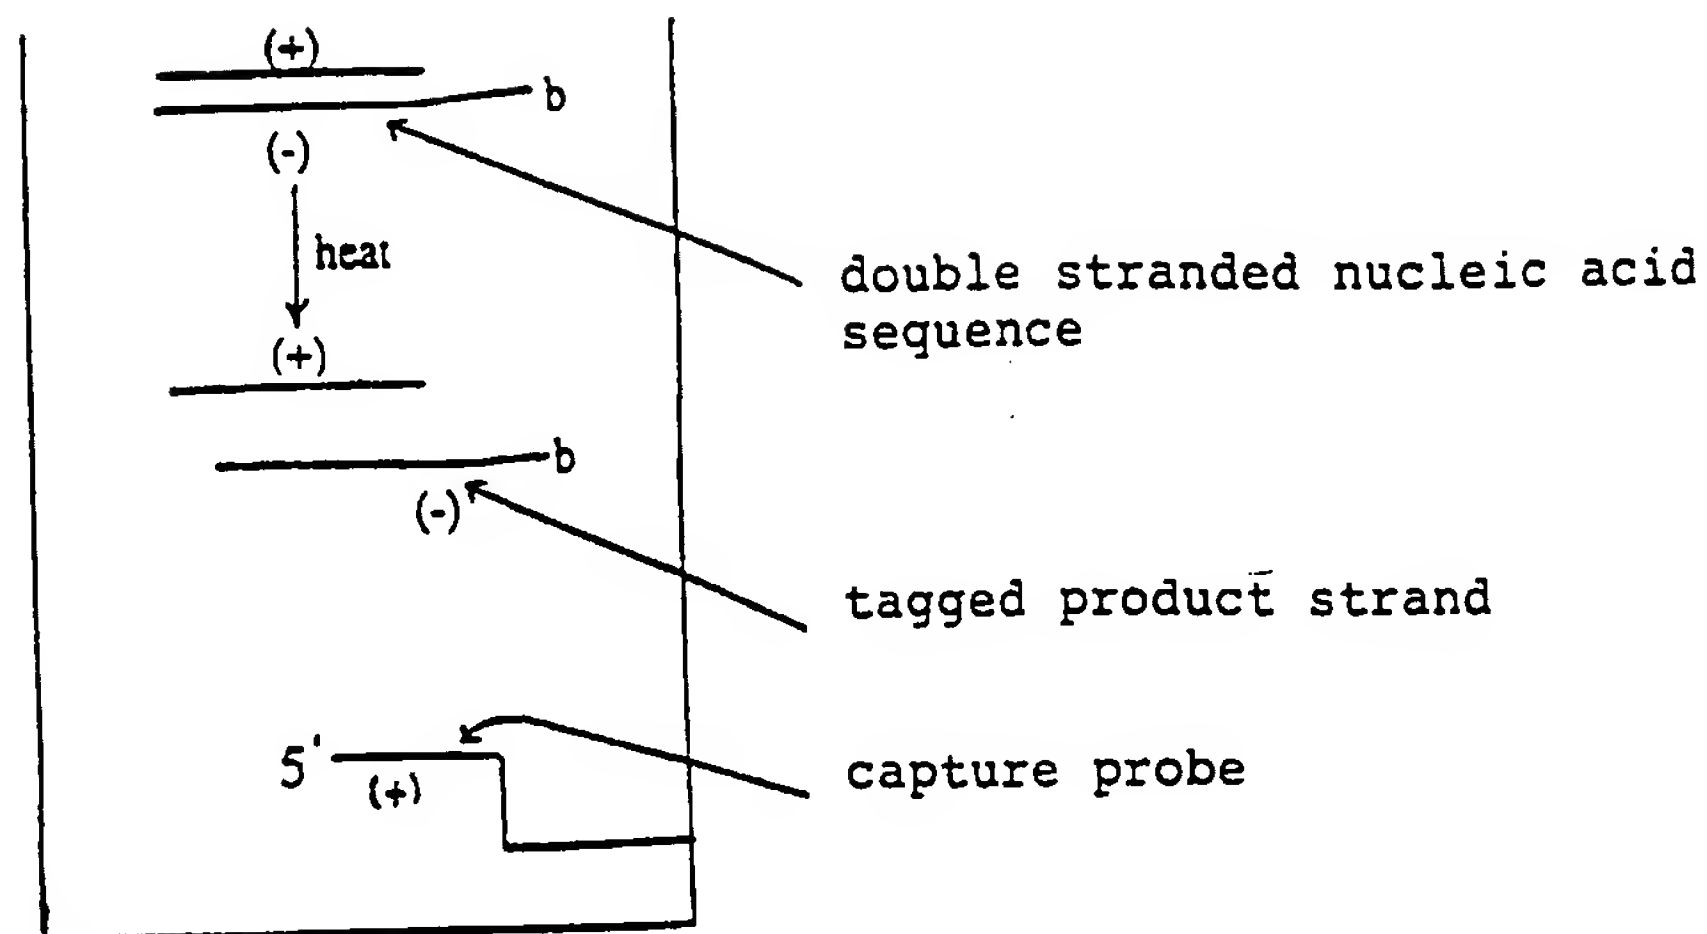 (+)
b
(-)
heat
double stranded nucleic acid
sequence
(+)
b
(-)
tagged product strand
5'
(+)
capture probe